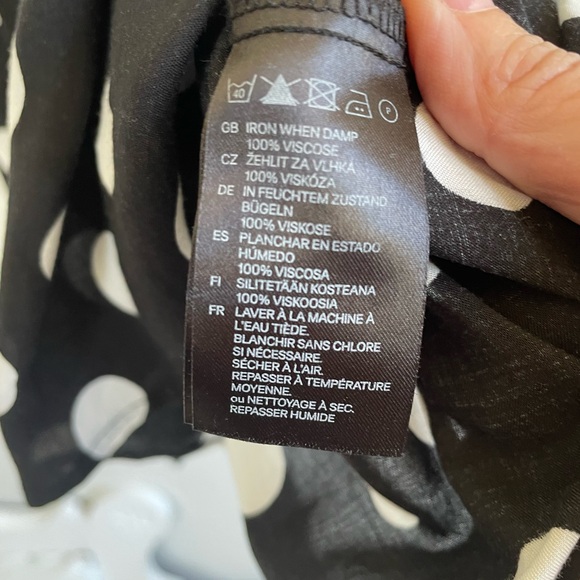 40
P
GB IRON WHEN DAMP
100% VISCOSE
CZ ŽEHLIT ZA VLHKA
100% VISKÓZA
DE IN FEUCHTEM ZUSTAND
BÜGELN
100% VISKOSE
ES PLANCHAR EN ESTADO
HÚMEDO
100% VISCOSA
FI SILITETÄÄN KOSTEANA
100% VISKOOSIA
FR LAVER À LA MACHINE À
L'EAU TIÈDE.
BLANCHIR SANS CHLORE
SI NÉCESSAIRE.
SÉCHER À L'AIR.
REPASSER À TEMPÉRATURE
MOYENNE.
ou NETTOYAGE À SEC.
REPASSER HUMIDE